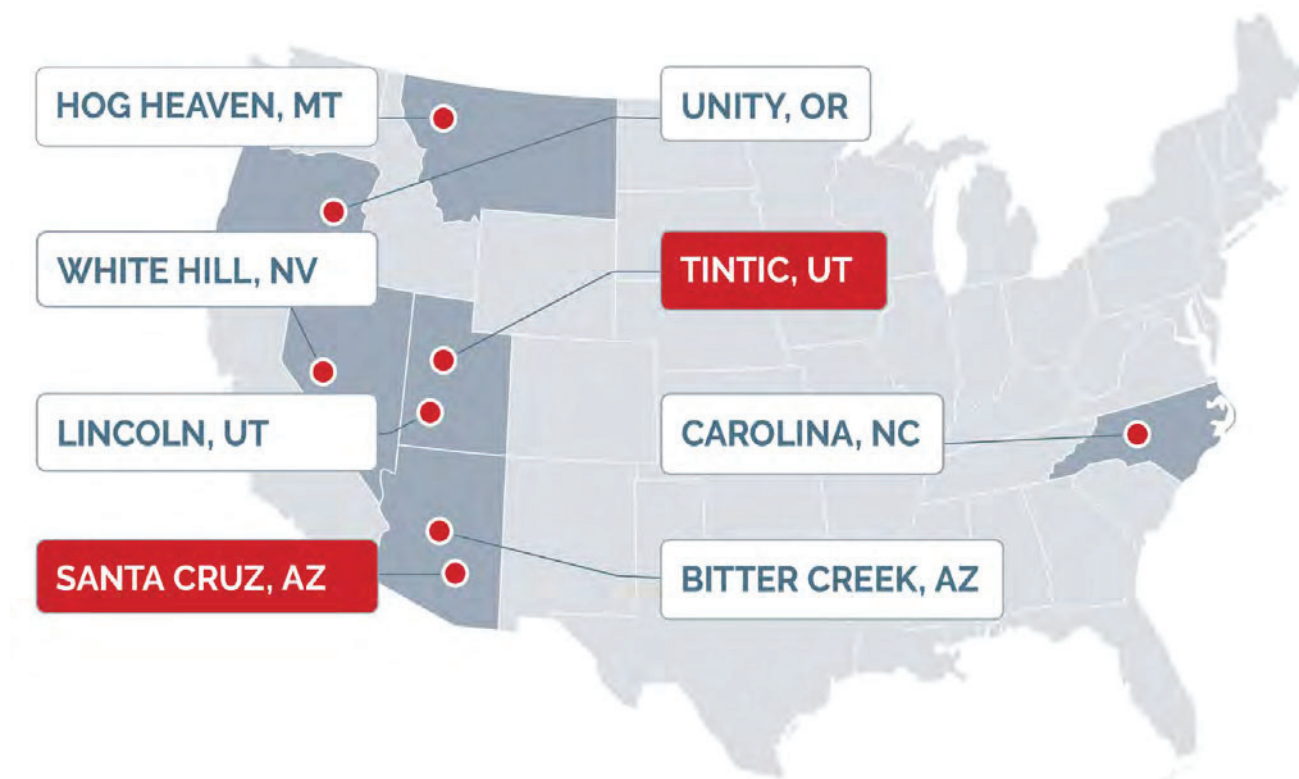 HOG HEAVEN, MT
UNITY, OR
WHITE HILL, NV
TINTIC, UT
LINCOLN, UT
CAROLINA, NC
SANTA CRUZ, AZ
BITTER CREEK, AZ